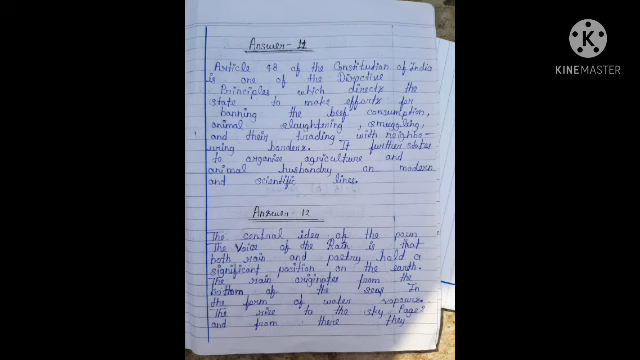 Answer - 11
Article 48 of the Constitution of India
is one of the Directive
Principles which directs the
state to make efforts for
banning the beef consumption,
animal slaughtering, smuggling,
and their trading with neighbo-
uring borders. It further states
to organise agriculture and
animal husbandry on modern
and scientific lines.
Answer - 12
The central idea of the poem
The Voice of the Rain is that
both rain and poetry hold a
significant position on the earth.
The rain originates from the
bottom of the seas In
the form of water vapours.
The rise to the sky Page 2
and from there they
KINEMASTER